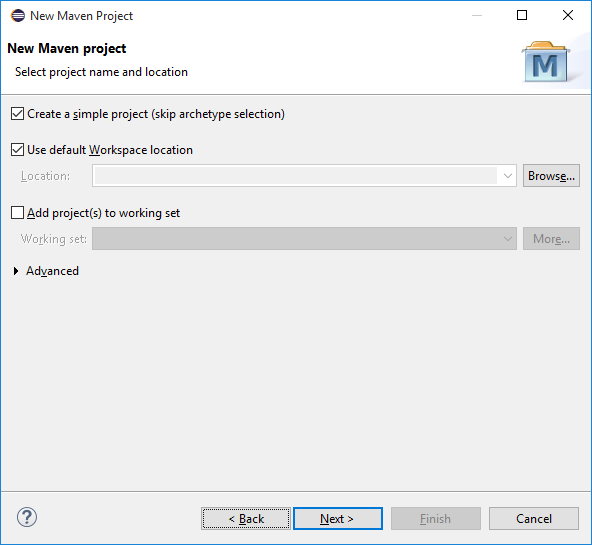 New Maven Project
New Maven project
Select project name and location
M
Create a simple project (skip archetype selection)
Use default Workspace location
Location:
Browse...
Add project(s) to working set
Working set:
More...
Advanced
?
< Back
Next >
Finish
Cancel